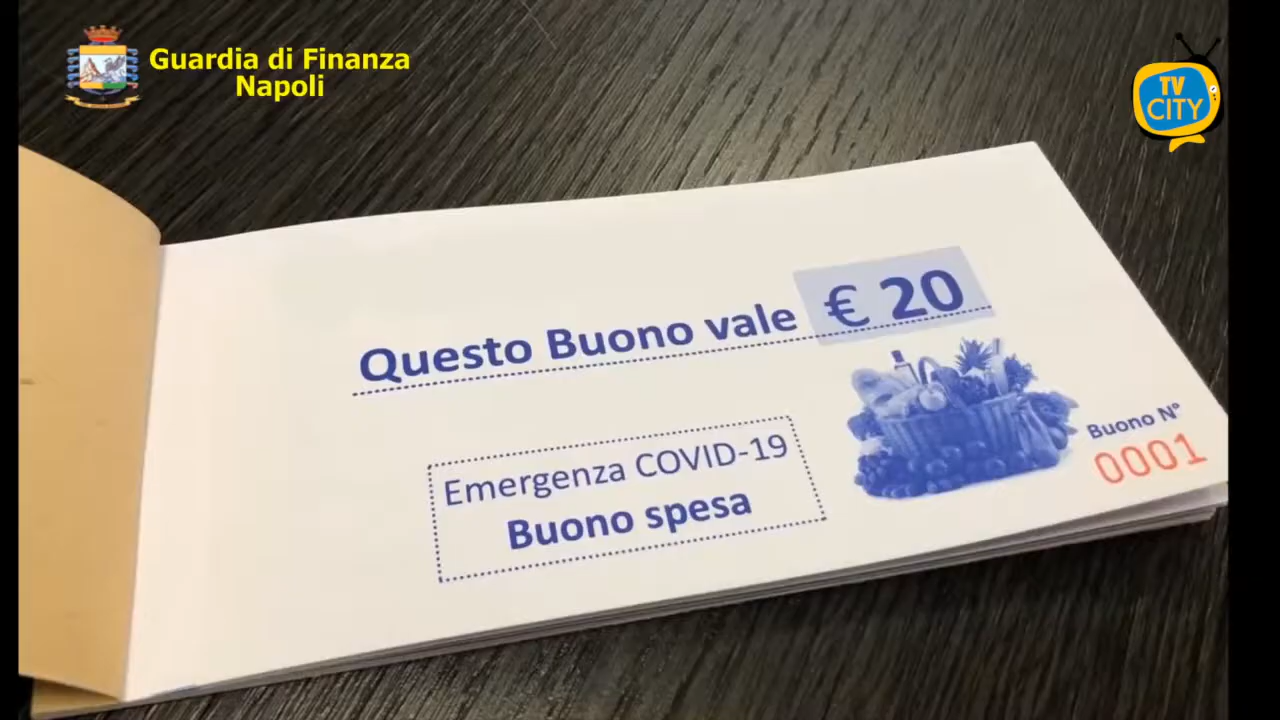 Guardia di Finanza
Napoli
TV
CITY
Questo Buono vale € 20
Emergenza COVID-19
Buono spesa
Buono N°
0001